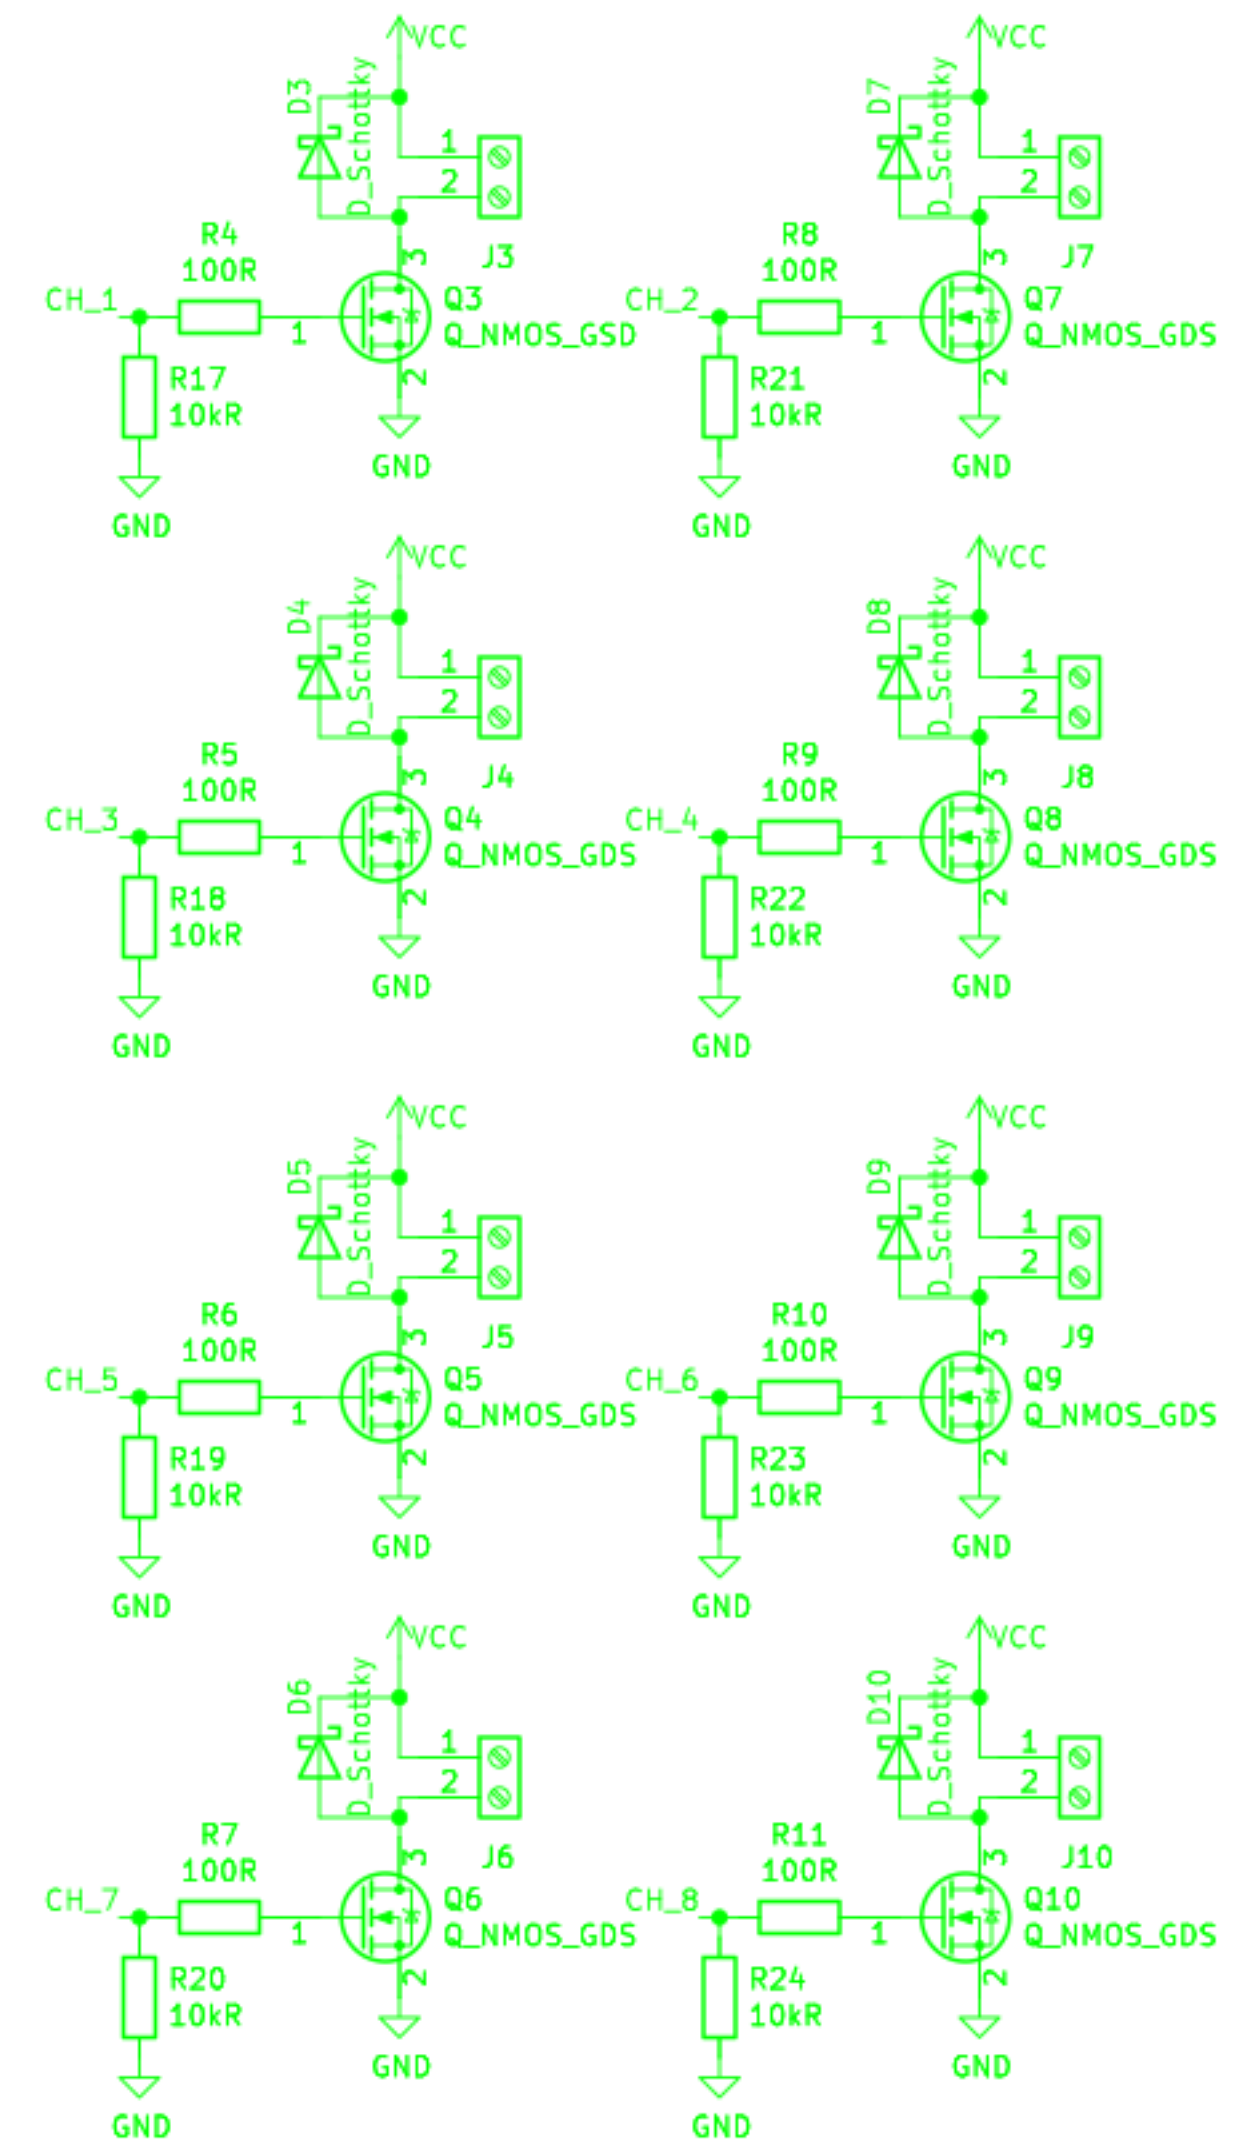 VCC
D3
D_Schottky
1
2
J3
R4
100R
CH_1
1
3
Q3
Q_NMOS_GSD
2
R17
10kR
GND
GND
VCC
D7
D_Schottky
1
2
J7
R8
100R
CH_2
1
3
Q7
Q_NMOS_GDS
2
R21
10kR
GND
GND
VCC
D4
D_Schottky
1
2
J4
R5
100R
CH_3
1
3
Q4
Q_NMOS_GDS
2
R18
10kR
GND
GND
VCC
D8
D_Schottky
1
2
J8
R9
100R
CH_4
1
3
Q8
Q_NMOS_GDS
2
R22
10kR
GND
GND
VCC
D5
D_Schottky
1
2
J5
R6
100R
CH_5
1
3
Q5
Q_NMOS_GDS
2
R19
10kR
GND
GND
VCC
D9
D_Schottky
1
2
J9
R10
100R
CH_6
1
3
Q9
Q_NMOS_GDS
2
R23
10kR
GND
GND
VCC
D6
D_Schottky
1
2
J6
R7
100R
CH_7
1
3
Q6
Q_NMOS_GDS
2
R20
10kR
GND
GND
VCC
D10
D_Schottky
1
2
J10
R11
100R
CH_8
1
3
Q10
Q_NMOS_GDS
2
R24
10kR
GND
GND